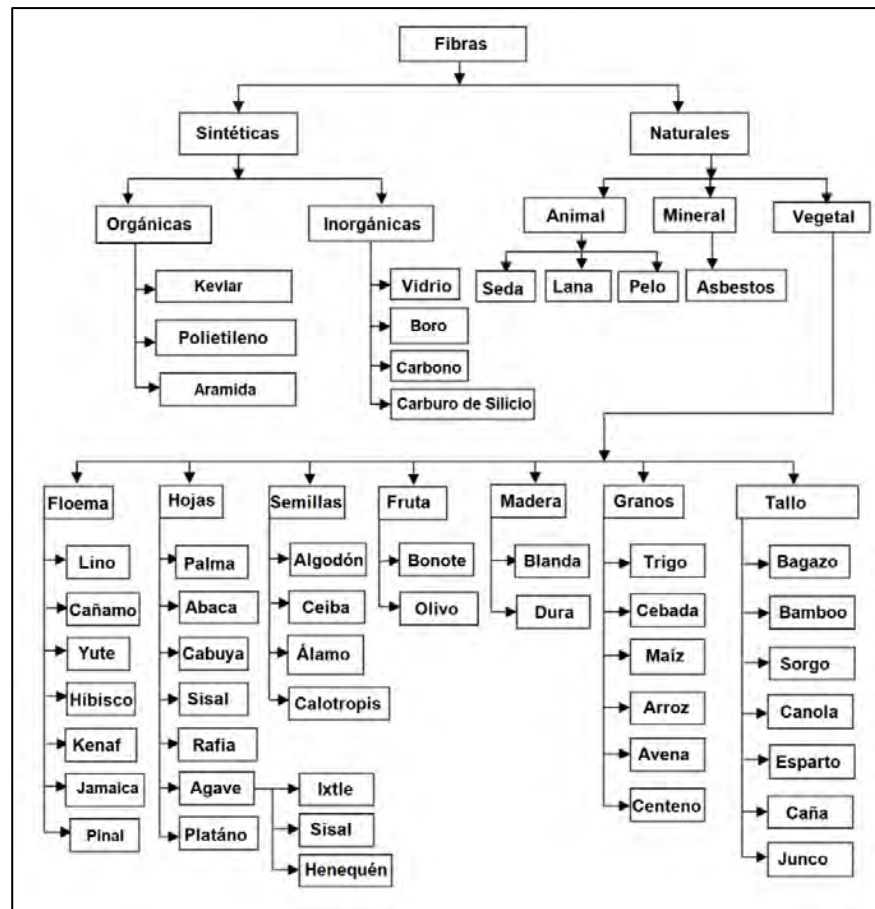 Fibras
Sintéticas
Naturales
Orgánicas
Inorgánicas
Animal
Mineral
Vegetal
Kevlar
Polietileno
Aramida
Vidrio
Boro
Carbono
Carburo de Silicio
Seda
Lana
Pelo
Asbestos
Floema
Hojas
Semillas
Fruta
Madera
Granos
Tallo
Lino
Cañamo
Yute
Hibisco
Kenaf
Jamaica
Pinal
Palma
Abaca
Cabuya
Sisal
Rafia
Agave
Platáno
Ixtle
Sisal
Henequén
Algodón
Ceiba
Álamo
Calotropis
Bonote
Olivo
Blanda
Dura
Trigo
Cebada
Maíz
Arroz
Avena
Centeno
Bagazo
Bamboo
Sorgo
Canola
Esparto
Caña
Junco